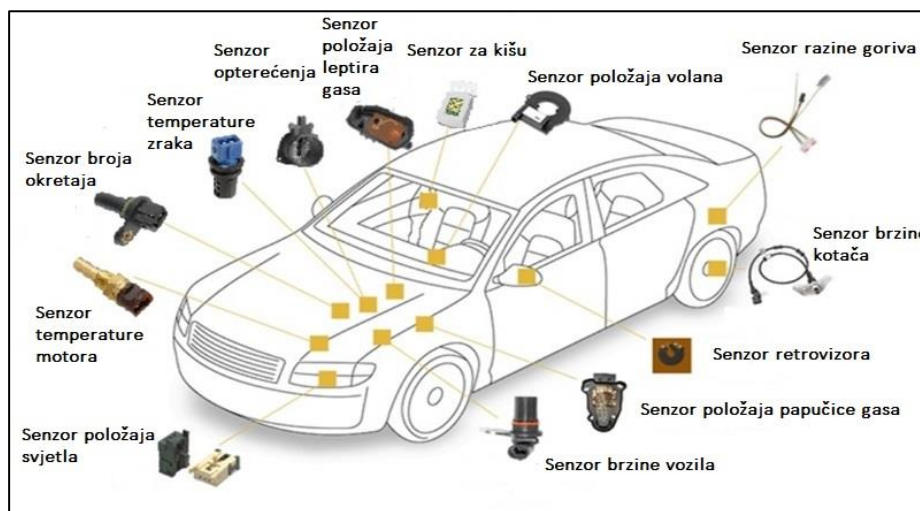 Senzor
opterećenja
Senzor
položaja
leptira
gasa
Senzor za kišu
Senzor položaja volana
Senzor razine goriva
Senzor
temperature
zraka
Senzor broja
okretaja
Senzor brzine
kotača
Senzor
temperature
motora
Senzor retrovizora
Senzor položaja papučice gasa
Senzor položaja
svjetla
Senzor brzine vozila